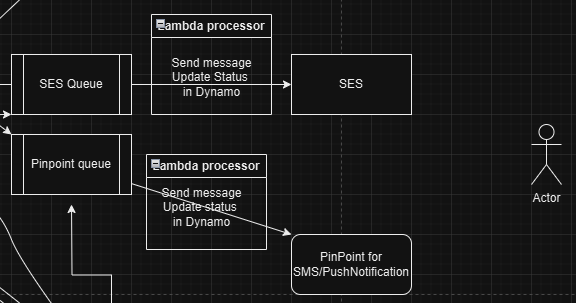 Lambda processor
Send message
Update Status
in Dynamo
SES Queue
SES
Pinpoint queue
Lambda processor
Send message
Update status
in Dynamo
Actor
PinPoint for
SMS/PushNotification